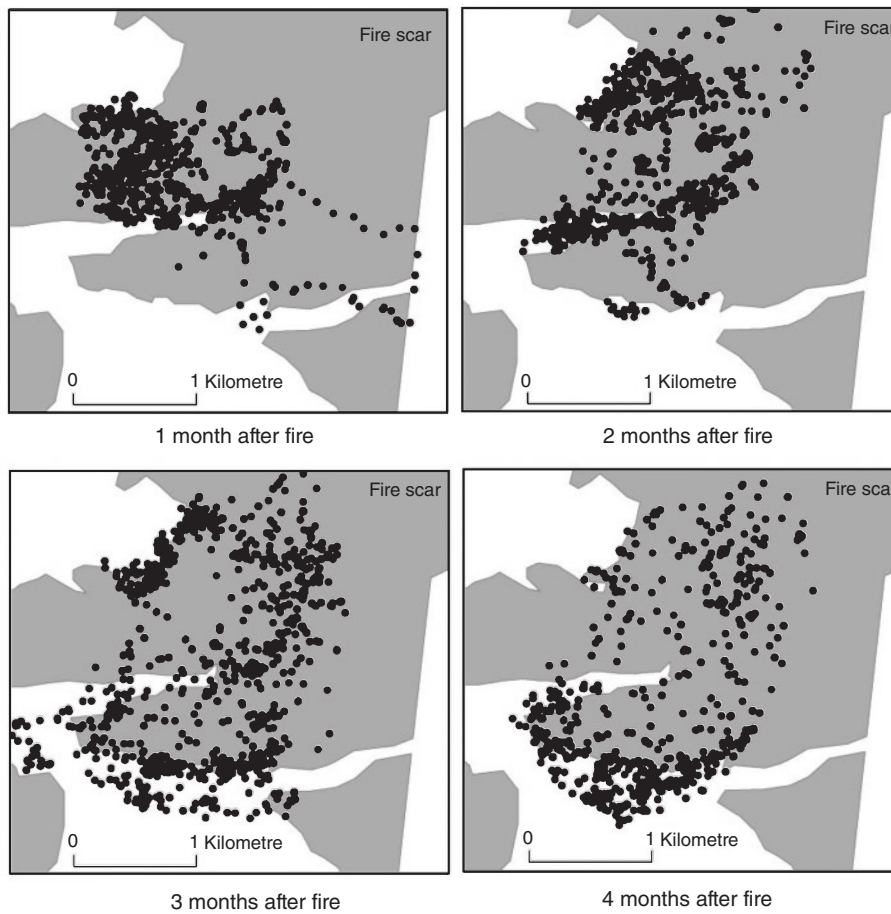 Fire scar
0 1 Kilometre
1 month after fire
Fire scar
0 1 Kilometre
2 months after fire
Fire scar
0 1 Kilometre
3 months after fire
Fire scar
0 1 Kilometre
4 months after fire